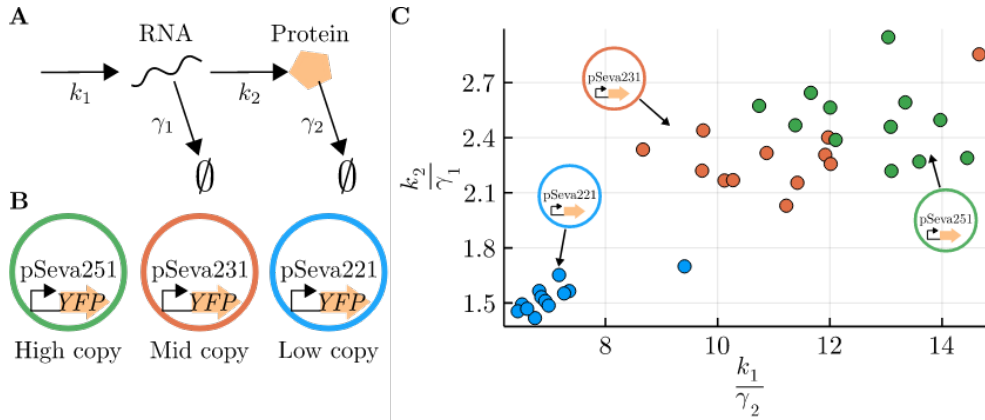 A
RNA
Protein
k₁
k₂
γ₁
γ₂
∅
∅
B
pSeva251
YFP
High copy
pSeva231
YFP
Mid copy
pSeva221
YFP
Low copy
C
k₂/γ₁
2.7
2.4
2.1
1.8
1.5
pSeva231
pSeva221
pSeva251
8
10
12
14
k₁/γ₂